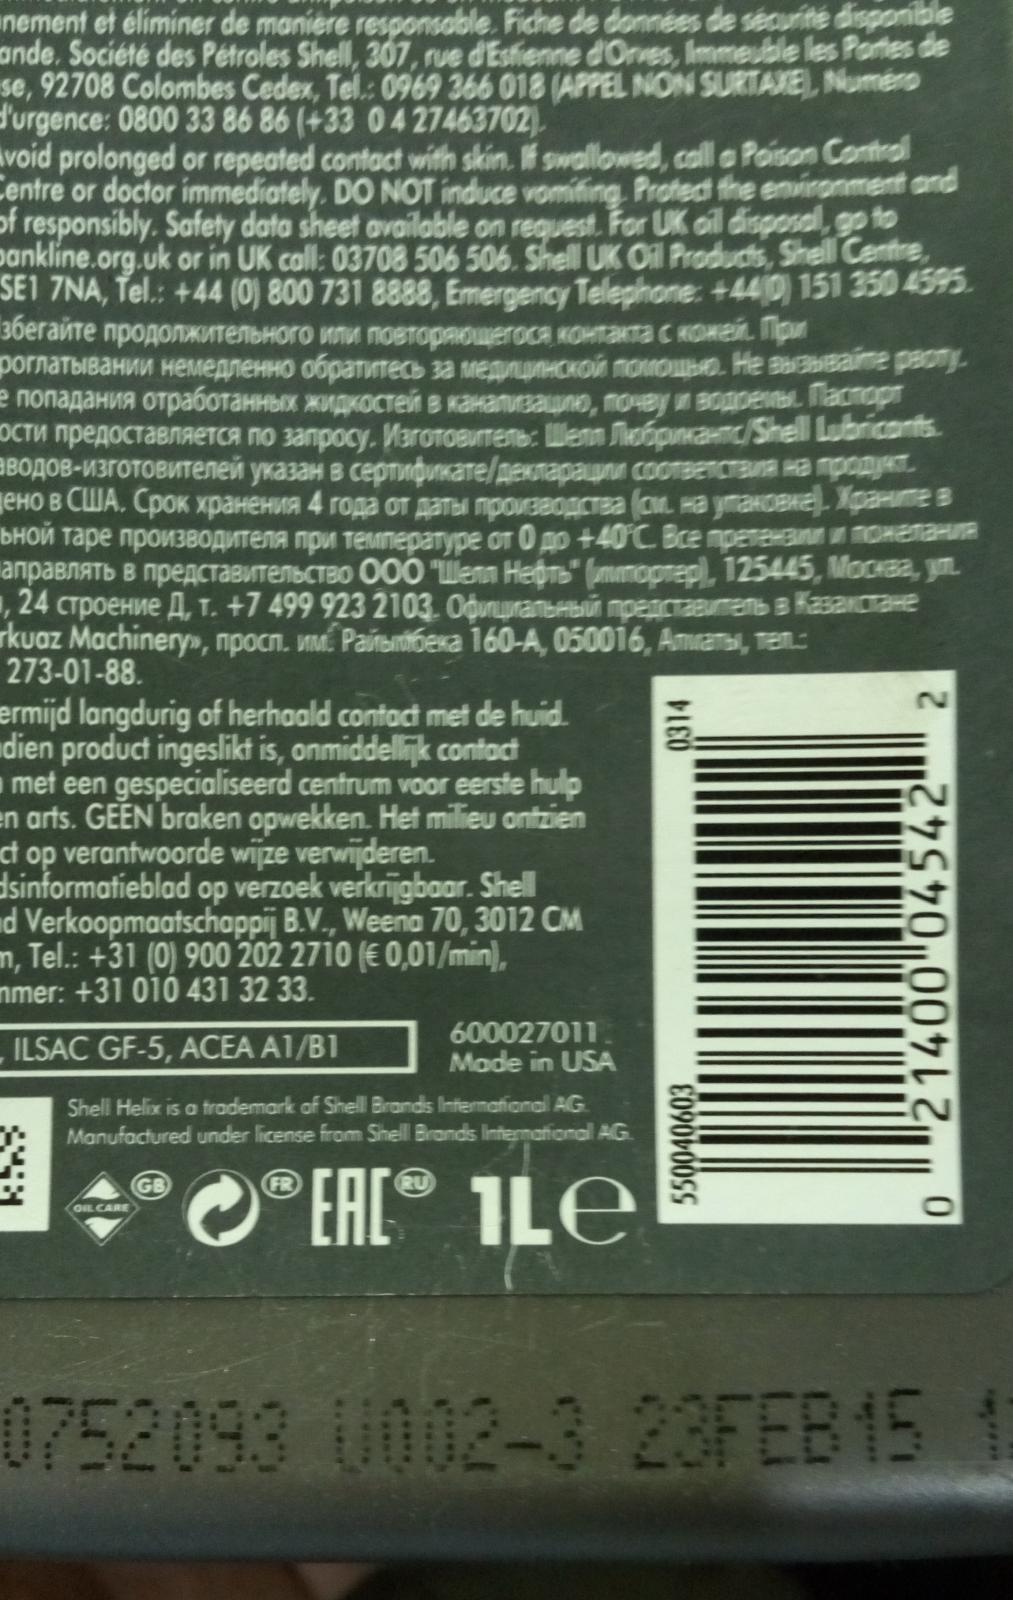 nement et éliminer de manière responsable. Fiche de données de sécurité disponible
ande. Société des Pétroles Shell, 307, rue d'Estienne d'Orves, Immeuble les Portes de
se, 92708 Colombes Cedex, Tel.: 0969 366 018 (APPEL NON SURTAXE), Numéro
d'urgence: 0800 33 86 86 (+33 0 4 27463702).
void prolonged or repeated contact with skin. If swallowed, call a Poison Control
Centre or doctor immediately. DO NOT induce vomiting. Protect the environment and
of responsibly. Safety data sheet available on request. For UK oil disposal, go to
bankline.org.uk or in UK call: 03708 506 506. Shell UK Oil Products, Shell Centre,
SE1 7NA, Tel.: +44 (0) 800 731 8888, Emergency Telephone: +44(0) 151 350 4595.
збегайте продолжительного или повторяющегося контакта с кожей. При
роглатывании немедленно обратитесь за медицинской помощью. Не вызывайте рвоту.
е попадания отработанных жидкостей в канализацию, почву и водоемы. Паспорт
ости предоставляется по запросу. Изготовитель: Шелл Любрикантс/Shell Lubricants.
аводов-изготовителей указан в сертификате/декларации соответствия на продукт.
ено в США. Срок хранения 4 года от даты производства (см. на упаковке). Храните в
ьной таре производителя при температуре от 0 до +40°C. Все претензии и пожелания
аправлять в представительство ООО "Шелл Нефть" (импортер), 125445, Москва, ул.
, 24 строение Д, т. +7 499 923 2103. Официальный представитель в Казахстане
rkuaz Machinery», просп. им. Райымбека 160-А, 050016, Алматы, тел.:
273-01-88.
ermijd langdurig of herhaald contact met de huid.
dien product ingeslikt is, onmiddellijk contact
met een gespecialiseerd centrum voor eerste hulp
en arts. GEEN braken opwekken. Het milieu ontzien
ct op verantwoorde wijze verwijderen.
dsinformatieblad op verzoek verkrijgbaar. Shell
d Verkoopmaatschappij B.V., Weena 70, 3012 CM
m, Tel.: +31 (0) 900 202 2710 (€ 0,01/min),
mmer: +31 010 431 32 33.
, ILSAC GF-5, ACEA A1/B1
600027011
Made in USA
Shell Helix is a trademark of Shell Brands International AG.
Manufactured under license from Shell Brands International AG.
OIL CARE GB FR EAC RU 1L e
0314
550040603
0 21400 04542 2
0752093 U002-3 23FEB15